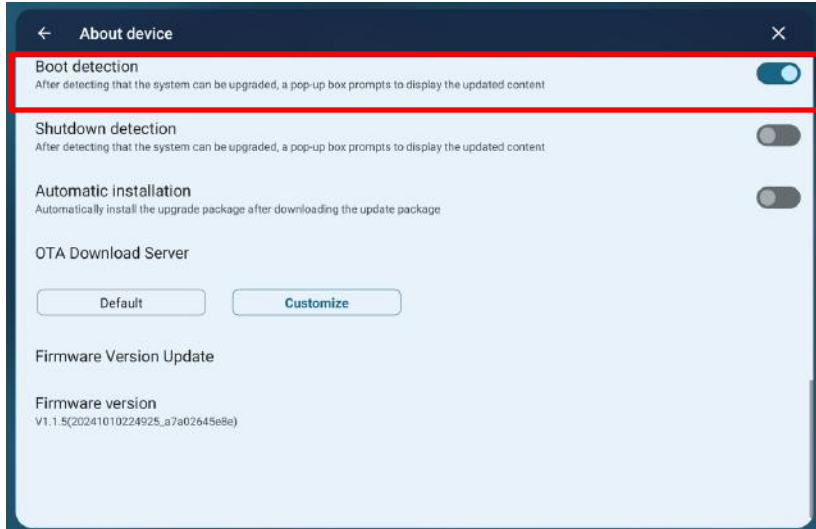 About device
Boot detection
After detecting that the system can be upgraded, a pop-up box prompts to display the updated content
Shutdown detection
After detecting that the system can be upgraded, a pop-up box prompts to display the updated content
Automatic installation
Automatically install the upgrade package after downloading the update package
OTA Download Server
Default Customize
Firmware Version Update
Firmware version
V1.1.5(20241010224925_a7a02645e8e)